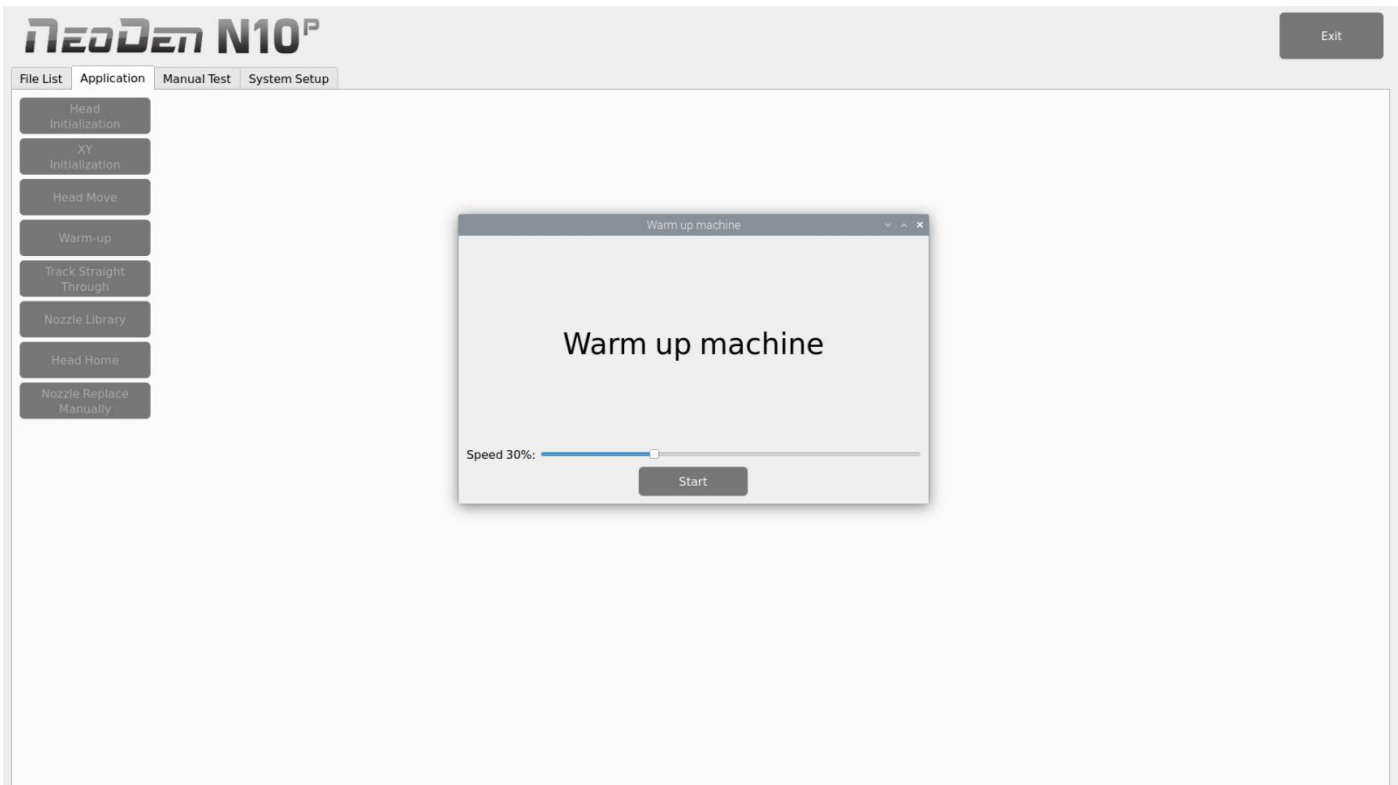 NEODEN N10P
Exit
File List
Application
Manual Test
System Setup
Head
Initialization
XY
Initialization
Head Move
Warm-up
Track Straight
Through
Nozzle Library
Head Home
Nozzle Replace
Manually
Warm up machine
Warm up machine
Speed 30%:
Start